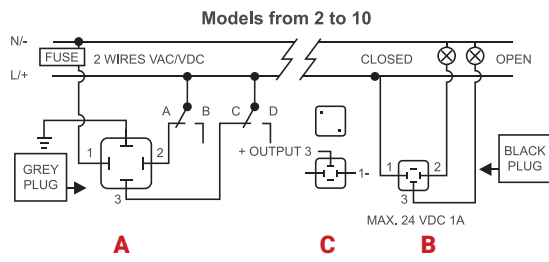 Models from 2 to 10
N/-
FUSE
2 WIRES VAC/VDC
CLOSED
OPEN
L/+
A
B
C
D
+ OUTPUT 3
1
2
3
1-
1
2
3
GREY
PLUG
BLACK
PLUG
MAX. 24 VDC 1A
A
C
B